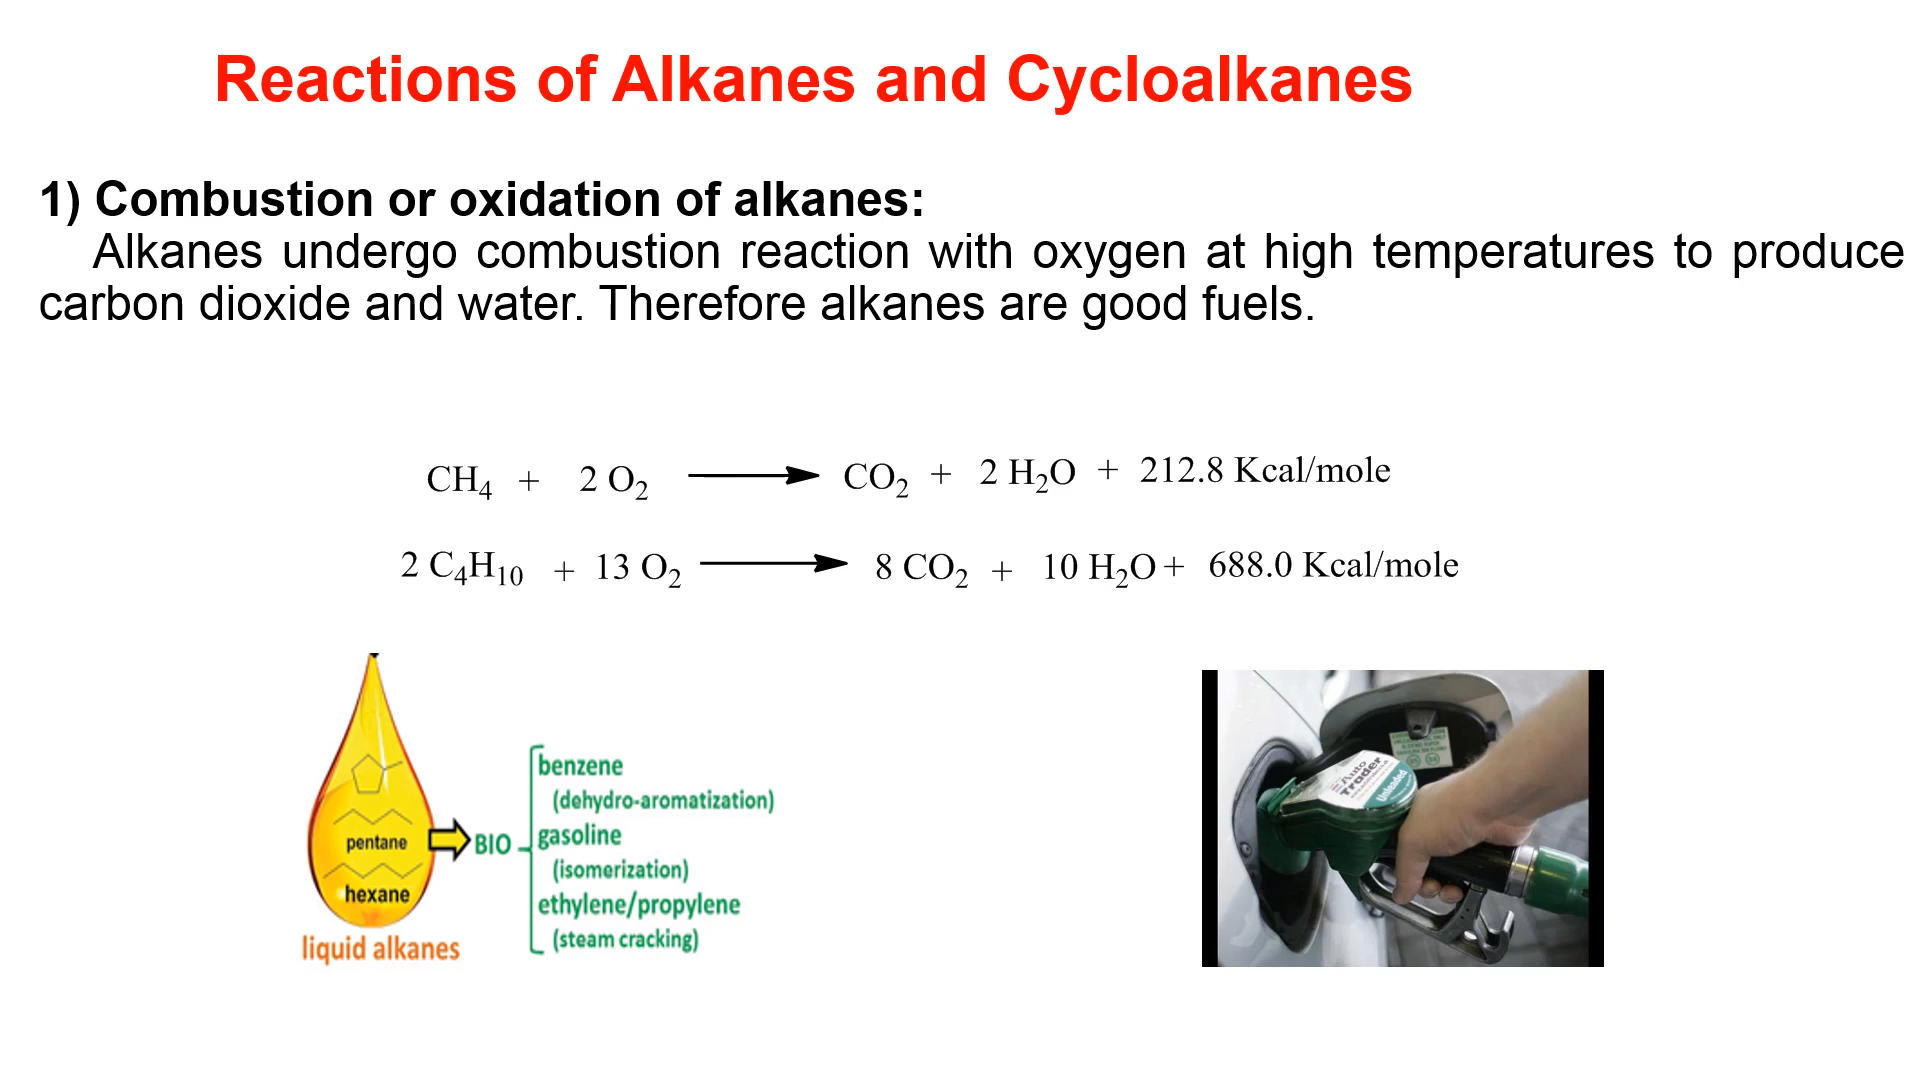 Reactions of Alkanes and Cycloalkanes
1) Combustion or oxidation of alkanes:
Alkanes undergo combustion reaction with oxygen at high temperatures to produce
carbon dioxide and water. Therefore alkanes are good fuels.
CH₄ + 2 O₂ ⟶ CO₂ + 2 H₂O + 212.8 Kcal/mole
2 C₄H₁₀ + 13 O₂ ⟶ 8 CO₂ + 10 H₂O + 688.0 Kcal/mole
pentane
hexane
liquid alkanes
BIO
benzene
(dehydro-aromatization)
gasoline
(isomerization)
ethylene/propylene
(steam cracking)
Auto
Trader
Unleaded